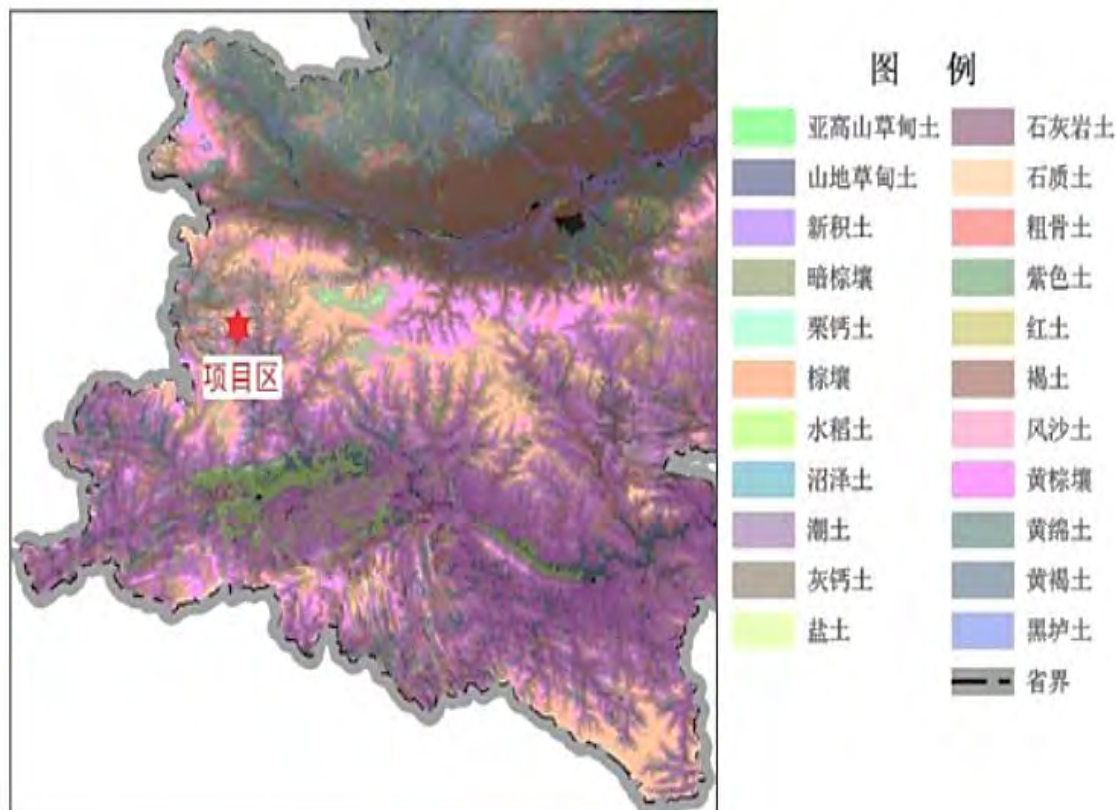 图 例
亚高山草甸土
山地草甸土
新积土
暗棕壤
栗钙土
棕壤
水稻土
沼泽土
潮土
灰钙土
盐土
石灰岩土
石质土
粗骨土
紫色土
红土
褐土
风沙土
黄棕壤
黄绵土
黄褐土
黑垆土
省界
项目区